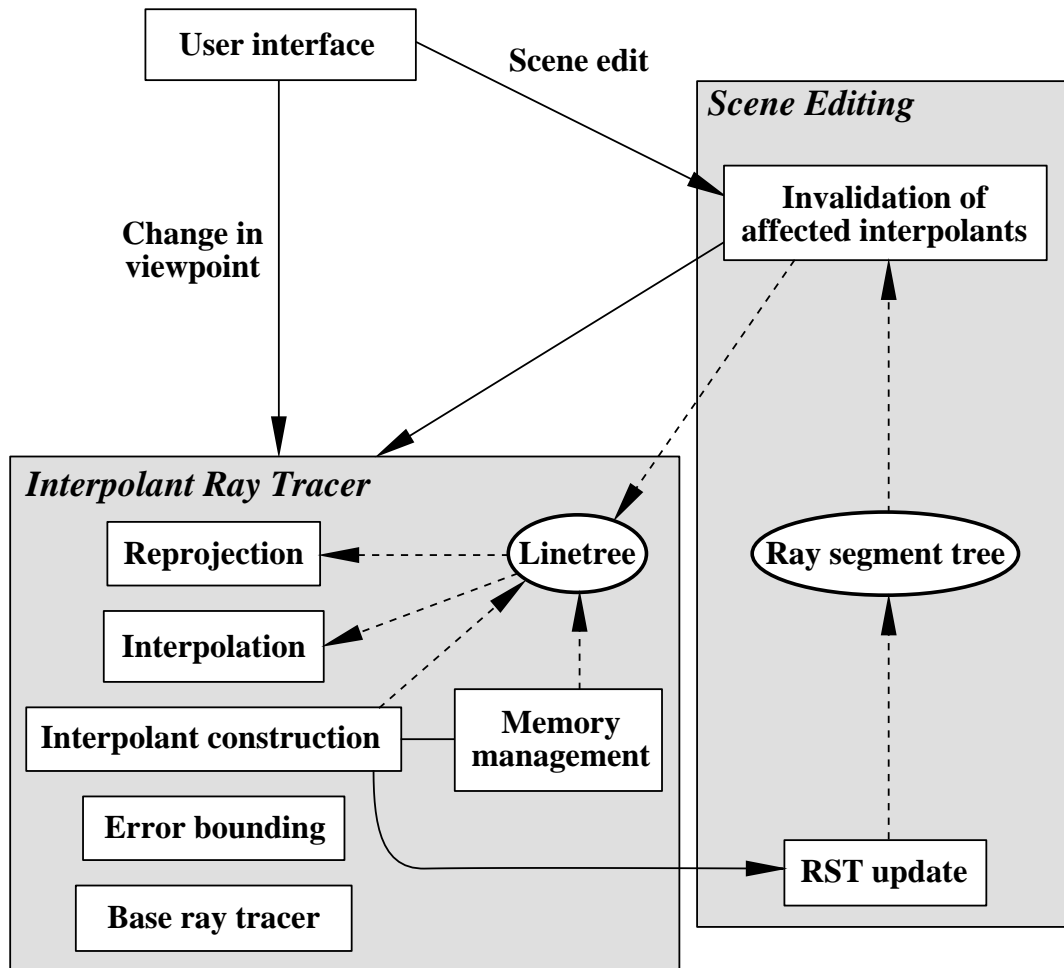 User interface
Scene edit
Scene Editing
Invalidation of
affected interpolants
Change in
viewpoint
Interpolant Ray Tracer
Reprojection
Linetree
Ray segment tree
Interpolation
Interpolant construction
Memory
management
Error bounding
RST update
Base ray tracer